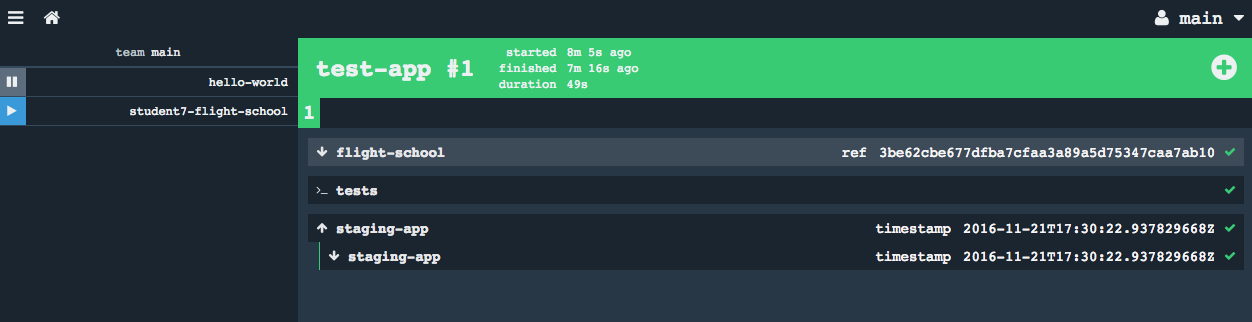 main
team main
hello-world
student7-flight-school
test-app #1
started 8m 5s ago
finished 7m 16s ago
duration 49s
1
flight-school ref 3be62cbe677dfba7cfaa3a89a5d75347caa7ab10
>_ tests
staging-app timestamp 2016-11-21T17:30:22.937829668Z
staging-app timestamp 2016-11-21T17:30:22.937829668Z